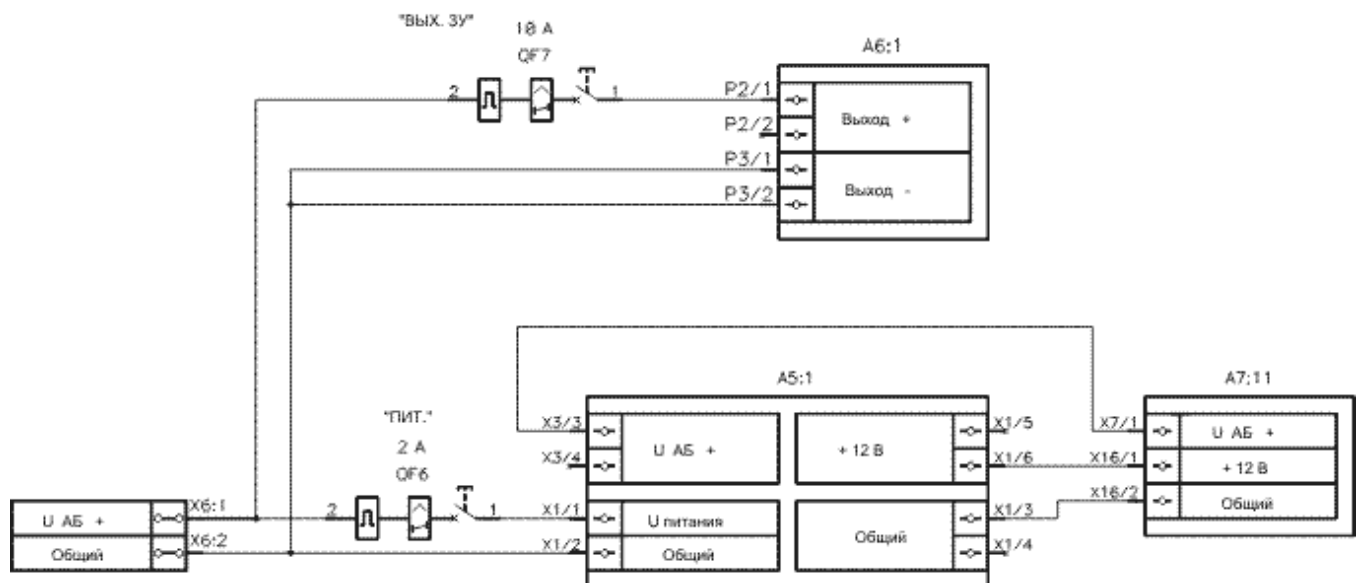 "ВЫХ. ЗУ"
10 А
QF7
A6:1
2
1
P2/1
Выход +
P2/2
P3/1
Выход -
P3/2
A5:1
A7:11
"ПИТ."
2 А
QF6
X3/3
U АБ +
+ 12 В
X1/5
X7/1
U АБ +
X3/4
X1/6
X16/1
+ 12 В
X16/2
Общий
U АБ +
X6:1
2
1
X1/1
U питания
Общий
X1/3
Общий
X6:2
X1/2
Общий
X1/4